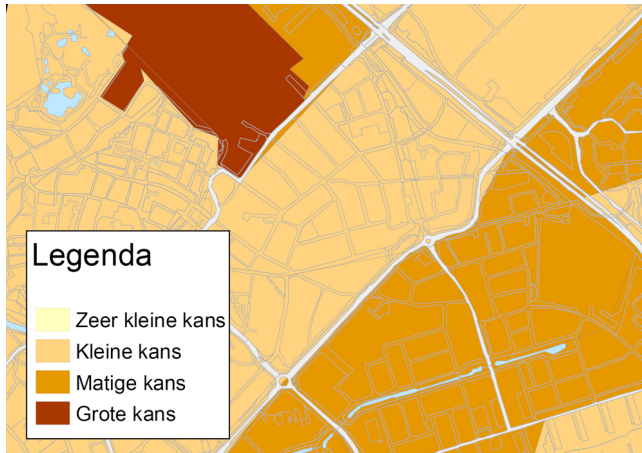 Legenda
Zeer kleine kans
Kleine kans
Matige kans
Grote kans